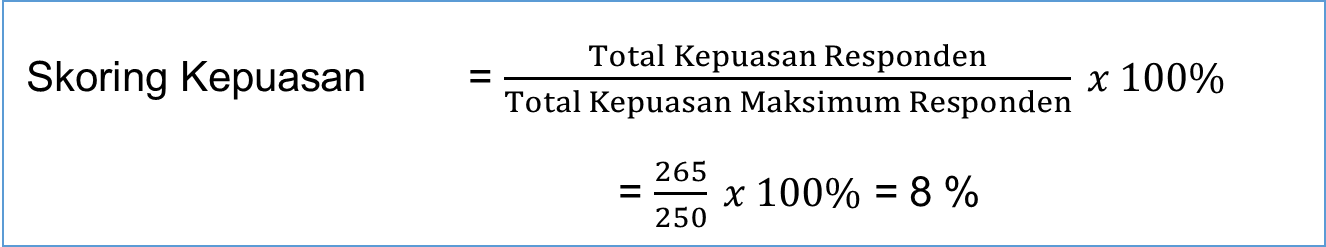 Skoring Kepuasan = Total Kepuasan Responden / Total Kepuasan Maksimum Responden x 100%
= 265 / 250 x 100% = 8 %